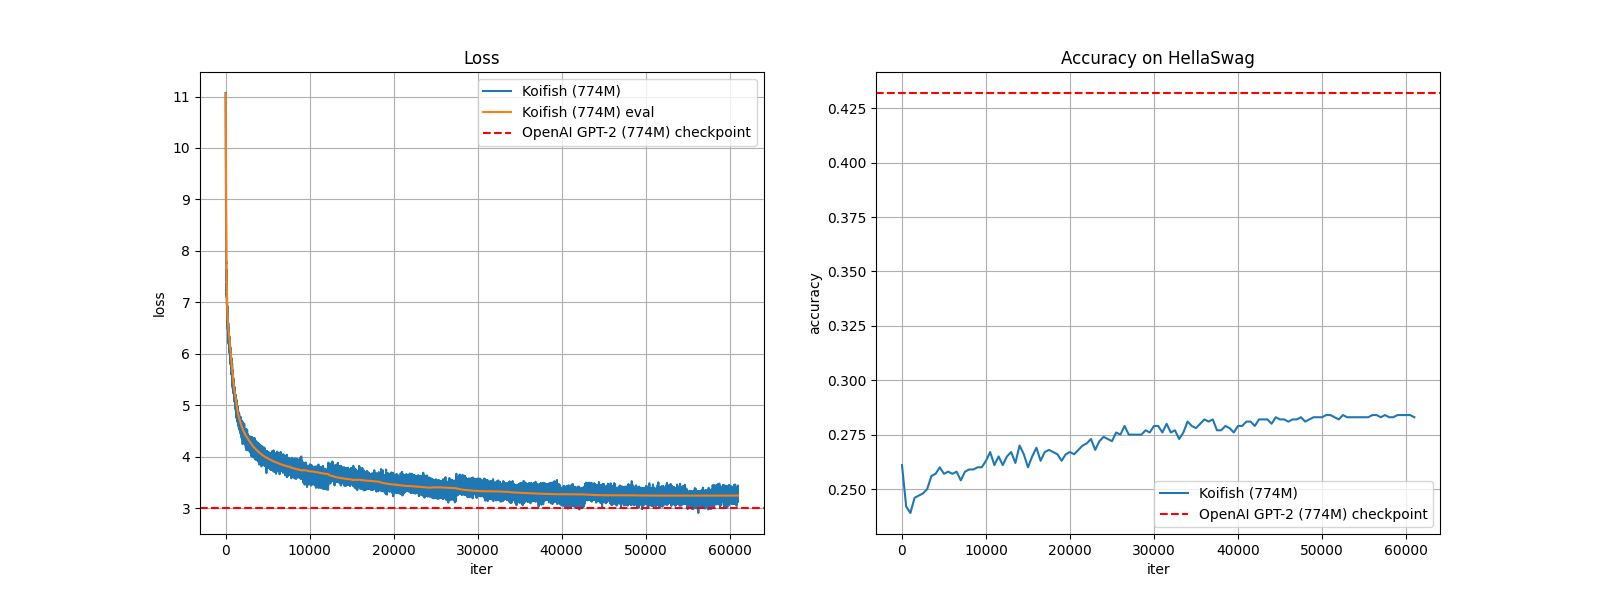 Loss
11
10
9
8
7
6
5
4
3
loss
0
10000
20000
30000
40000
50000
60000
iter
Koifish (774M)
Koifish (774M) eval
OpenAI GPT-2 (774M) checkpoint
Accuracy on HellaSwag
0.425
0.400
0.375
0.350
0.325
0.300
0.275
0.250
accuracy
0
10000
20000
30000
40000
50000
60000
iter
Koifish (774M)
OpenAI GPT-2 (774M) checkpoint